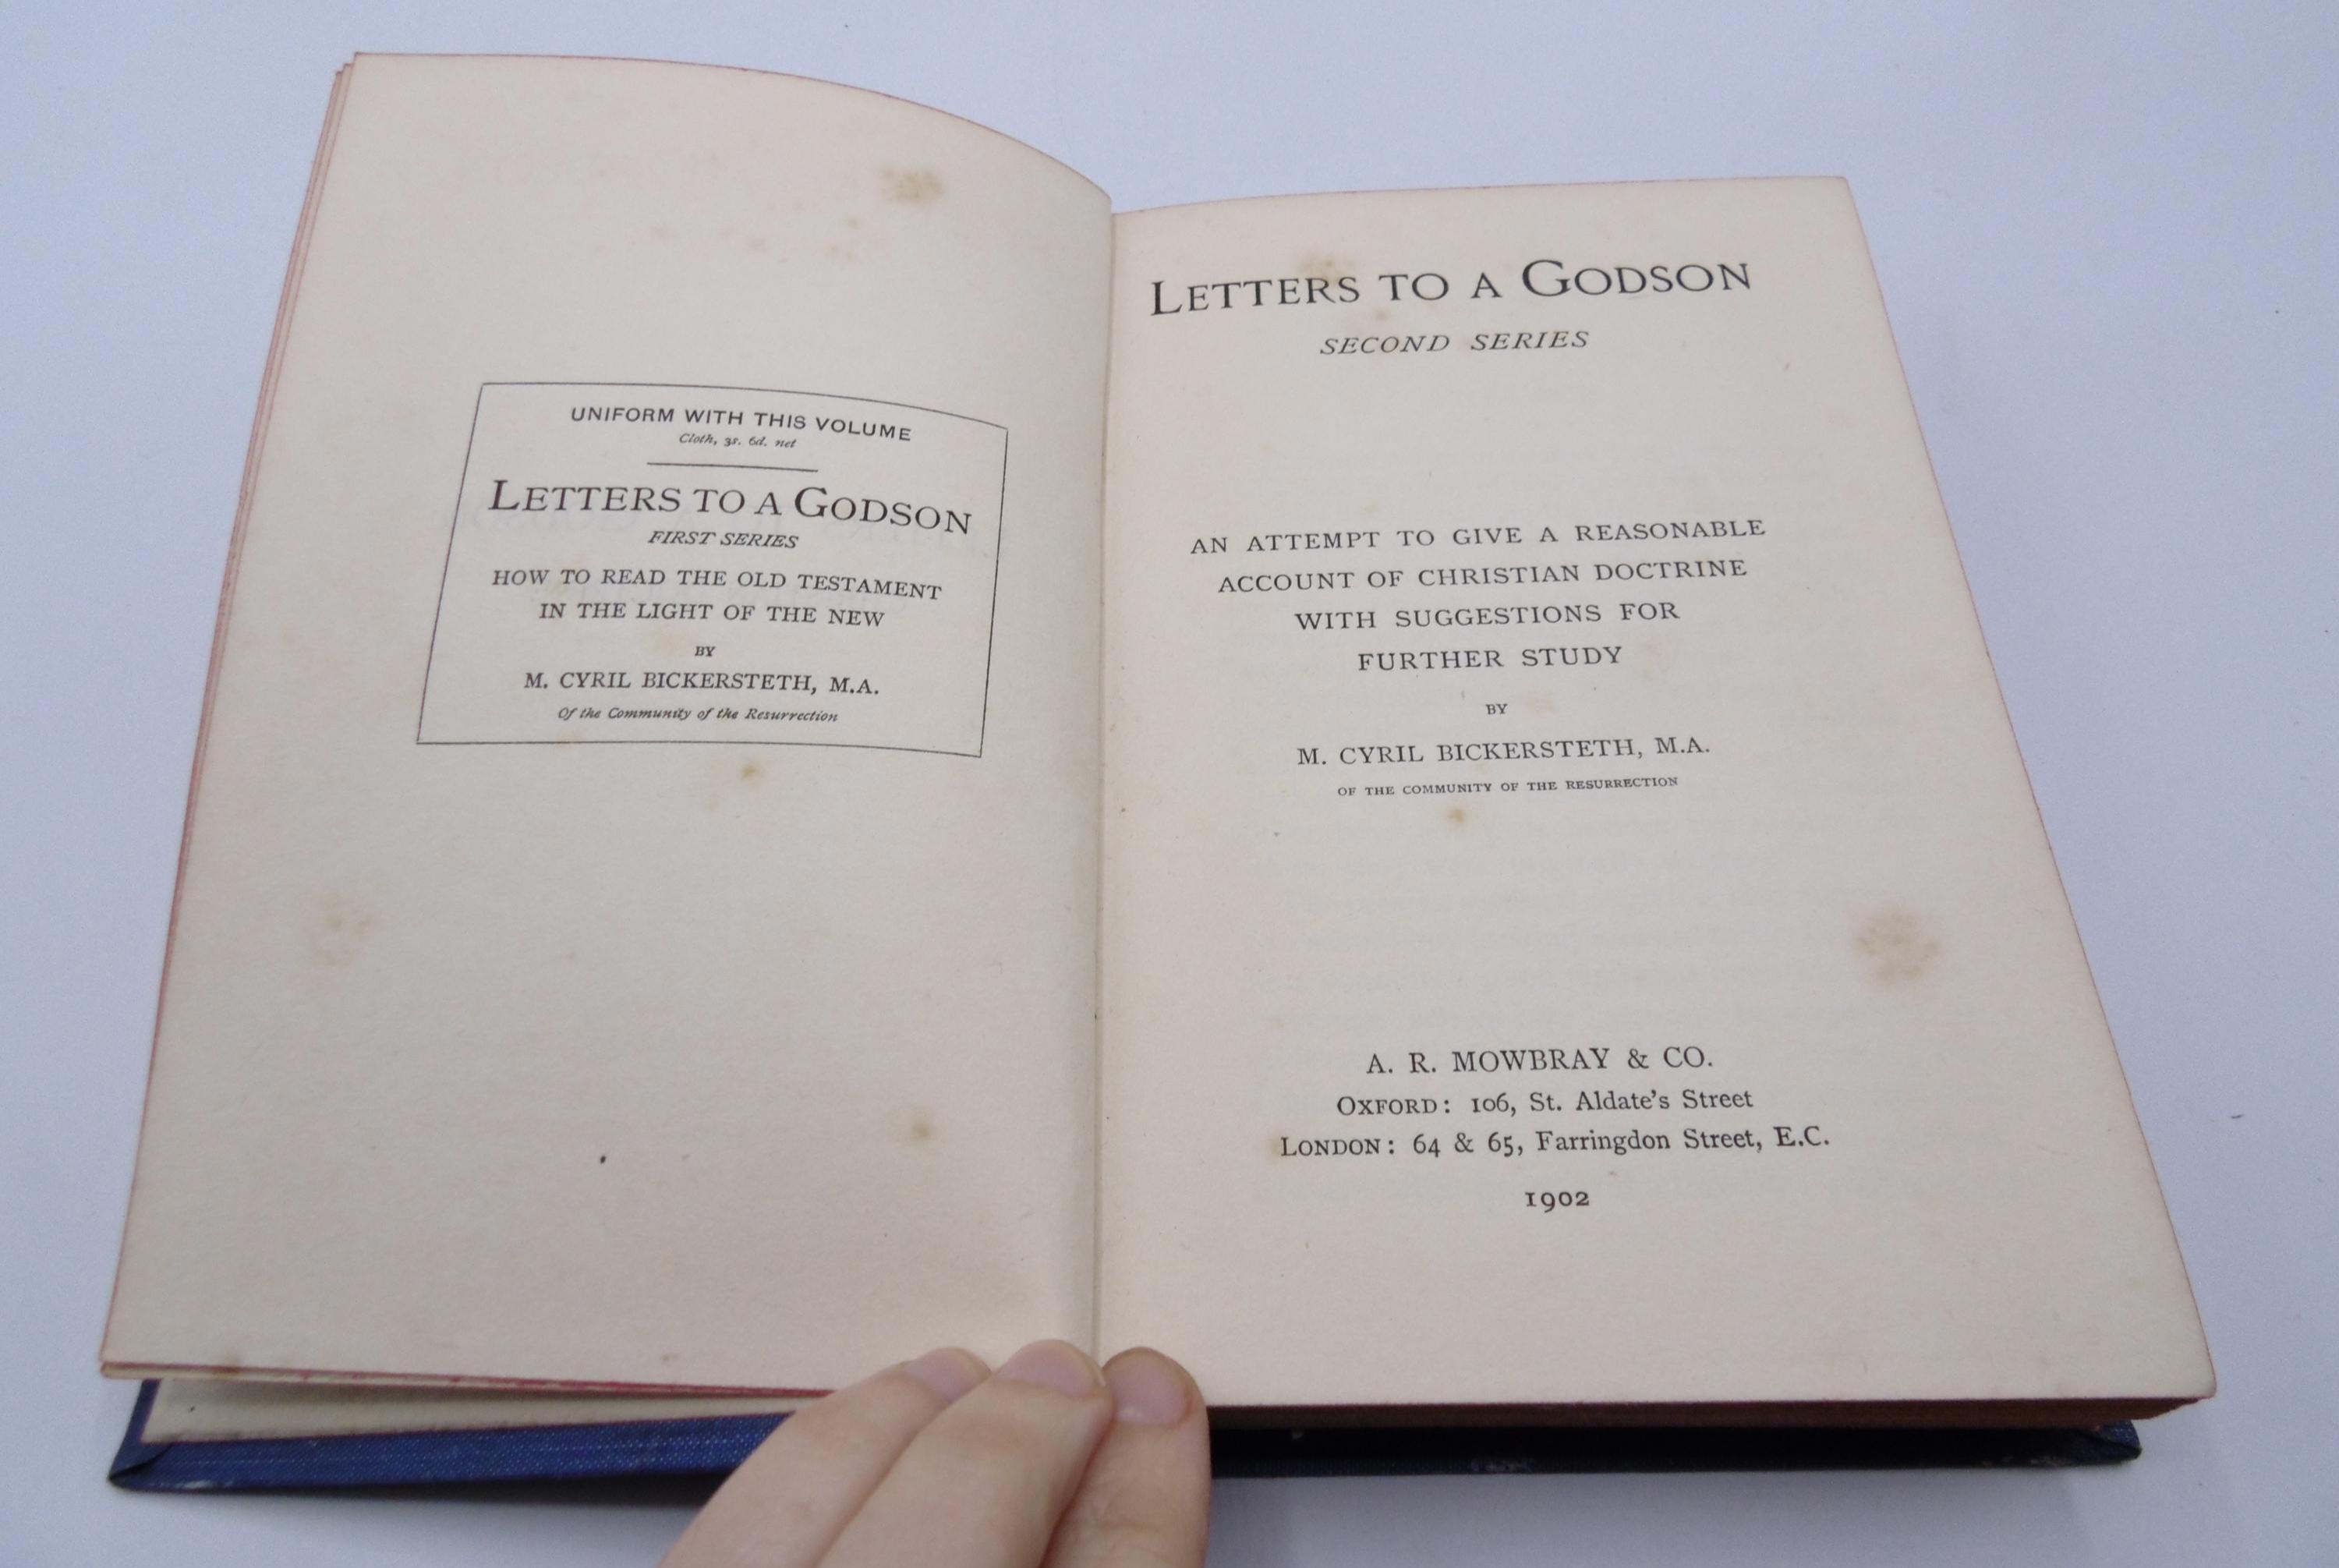 UNIFORM WITH THIS VOLUME
Cloth, 3s. 6d. net
LETTERS TO A GODSON
FIRST SERIES
HOW TO READ THE OLD TESTAMENT
IN THE LIGHT OF THE NEW
BY
M. CYRIL BICKERSTETH, M.A.
Of the Community of the Resurrection
LETTERS TO A GODSON
SECOND SERIES
AN ATTEMPT TO GIVE A REASONABLE
ACCOUNT OF CHRISTIAN DOCTRINE
WITH SUGGESTIONS FOR
FURTHER STUDY
BY
M. CYRIL BICKERSTETH, M.A.
OF THE COMMUNITY OF THE RESURRECTION
A. R. MOWBRAY & CO.
OXFORD: 106, St. Aldate's Street
LONDON: 64 & 65, Farringdon Street, E.C.
1902